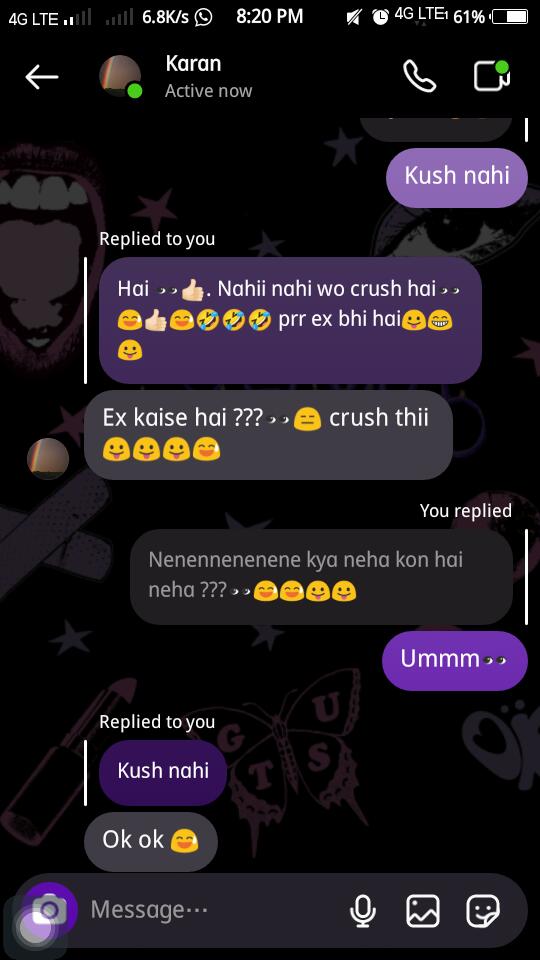 4G LTE 6.8K/s 8:20 PM 4G LTE 61%
Karan
Active now
Kush nahi
Replied to you
Hai 👀👍🏻. Nahii nahi wo crush hai👀
😅👍🏻😅🤣🤣🤣 prr ex bhi hai😛😁
😛
Ex kaise hai ???👀😑 crush thii
😛😛😛😅
You replied
Nenennenenene kya neha kon hai
neha ???👀😅😅😛😛
Ummm👀
Replied to you
Kush nahi
Ok ok 😅
G U
T S
Message...